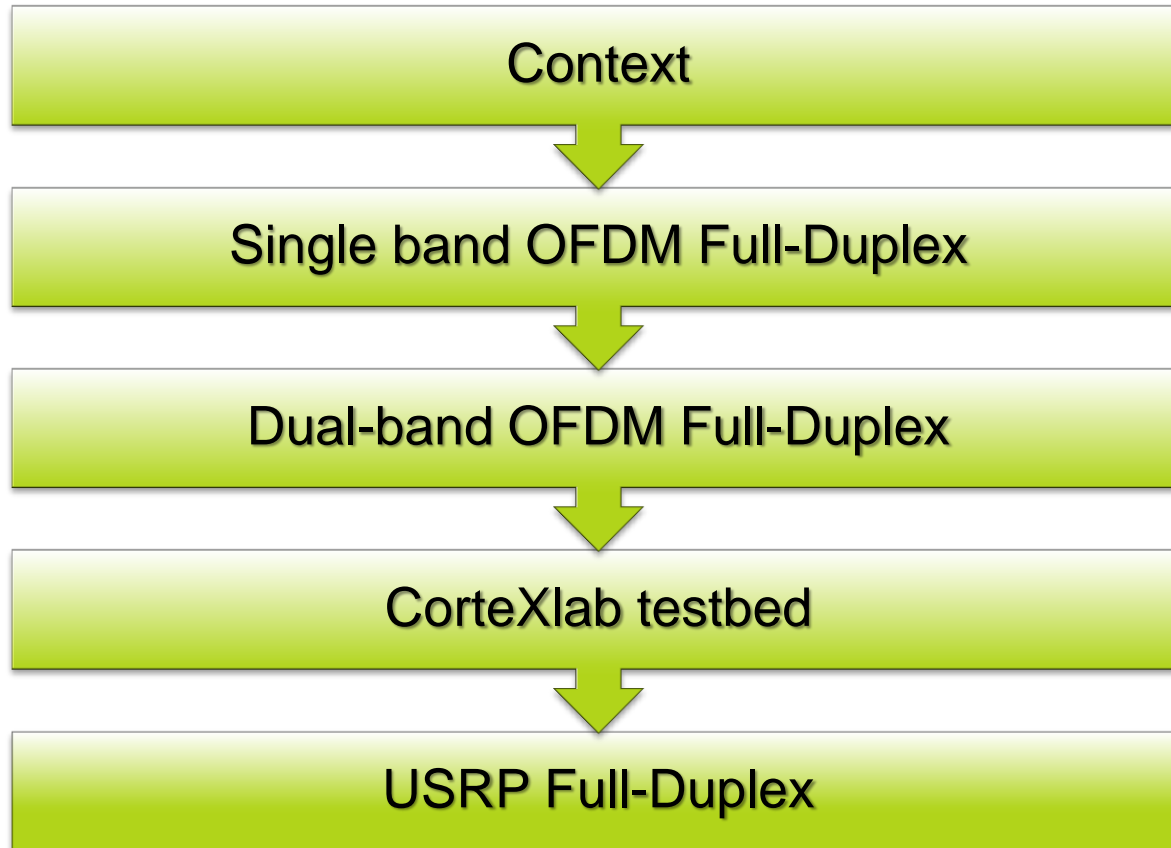 Context
Single band OFDM Full-Duplex
Dual-band OFDM Full-Duplex
CorteXlab testbed
USRP Full-Duplex